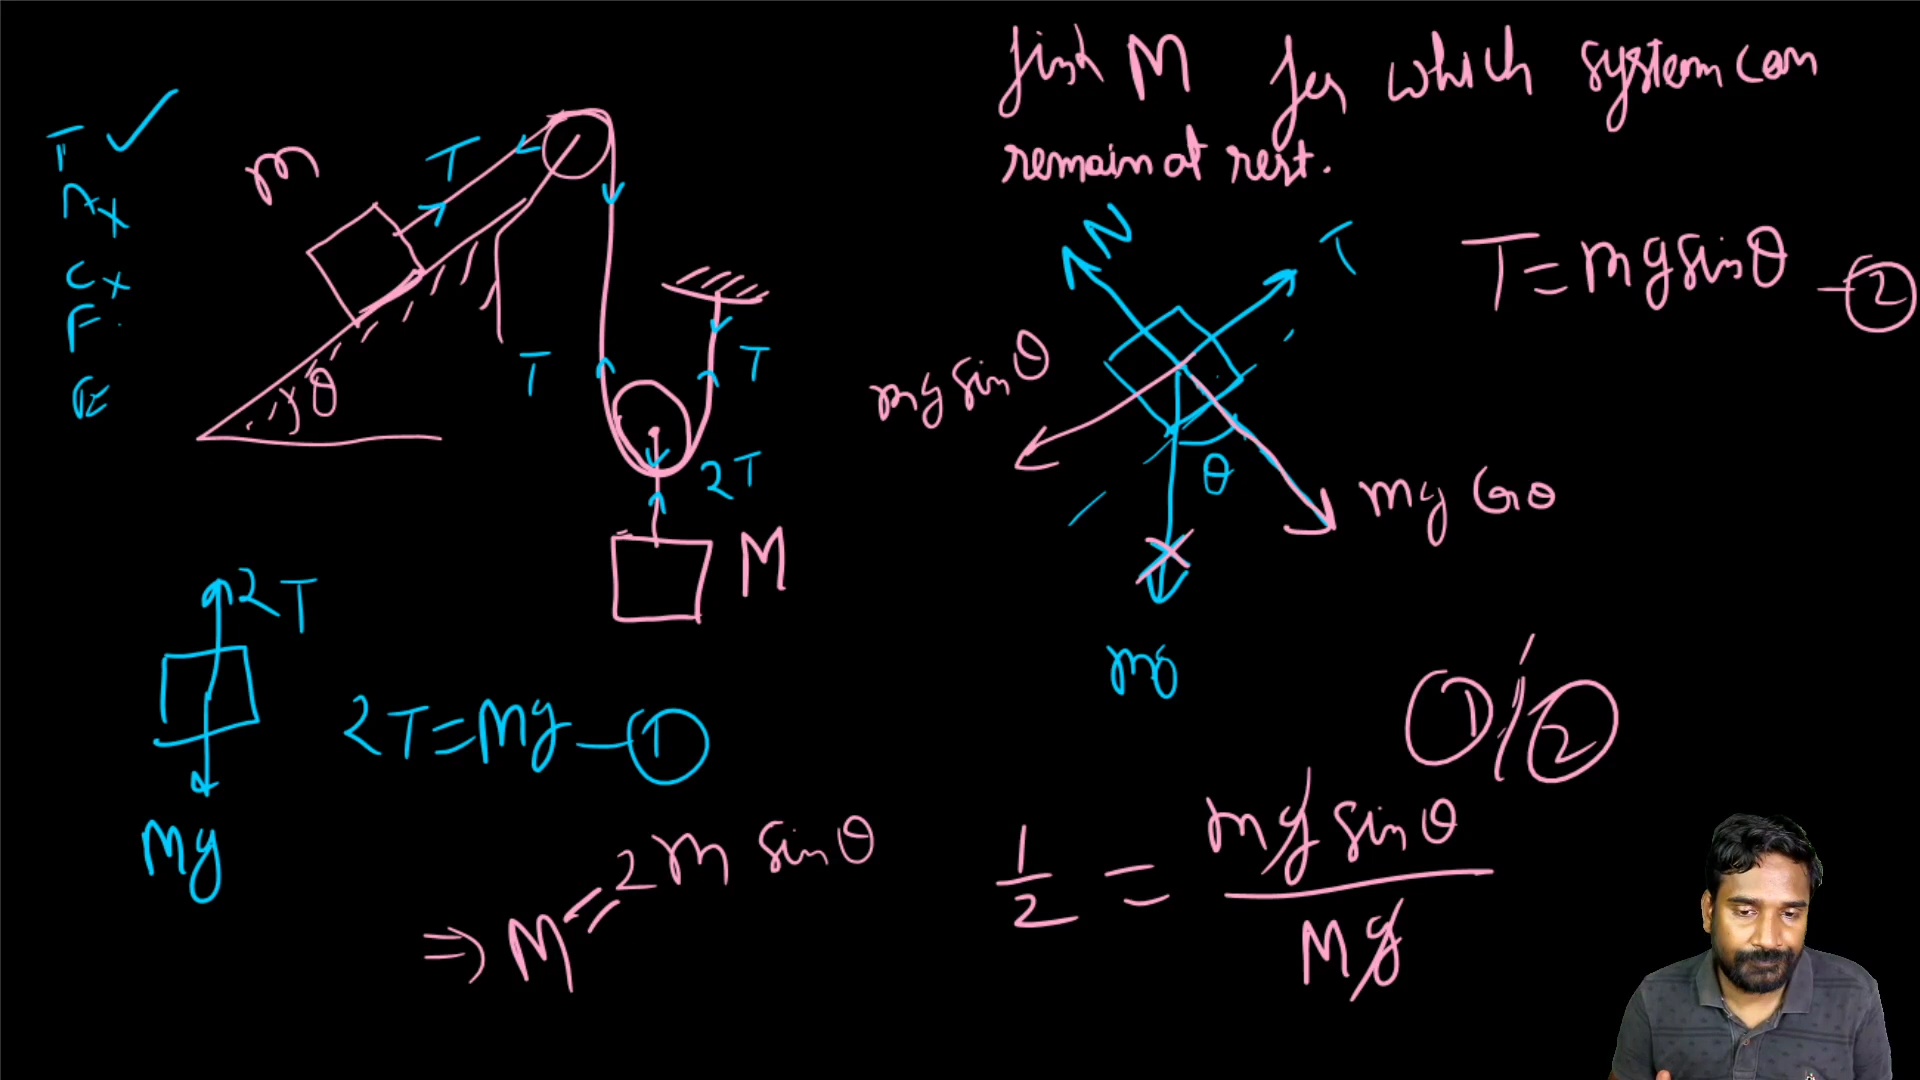 find M for which system can
remain at rest.
T ✓
N x
C x
F
E
m
T
θ
T
T
2T
M
N
T
mg sinθ
θ
mg Cosθ
mg
T = mg sinθ — ②
2T
Mg
2T = Mg — ①
① / ②
1/2 = mg sinθ / Mg
⇒ M = 2m sinθ